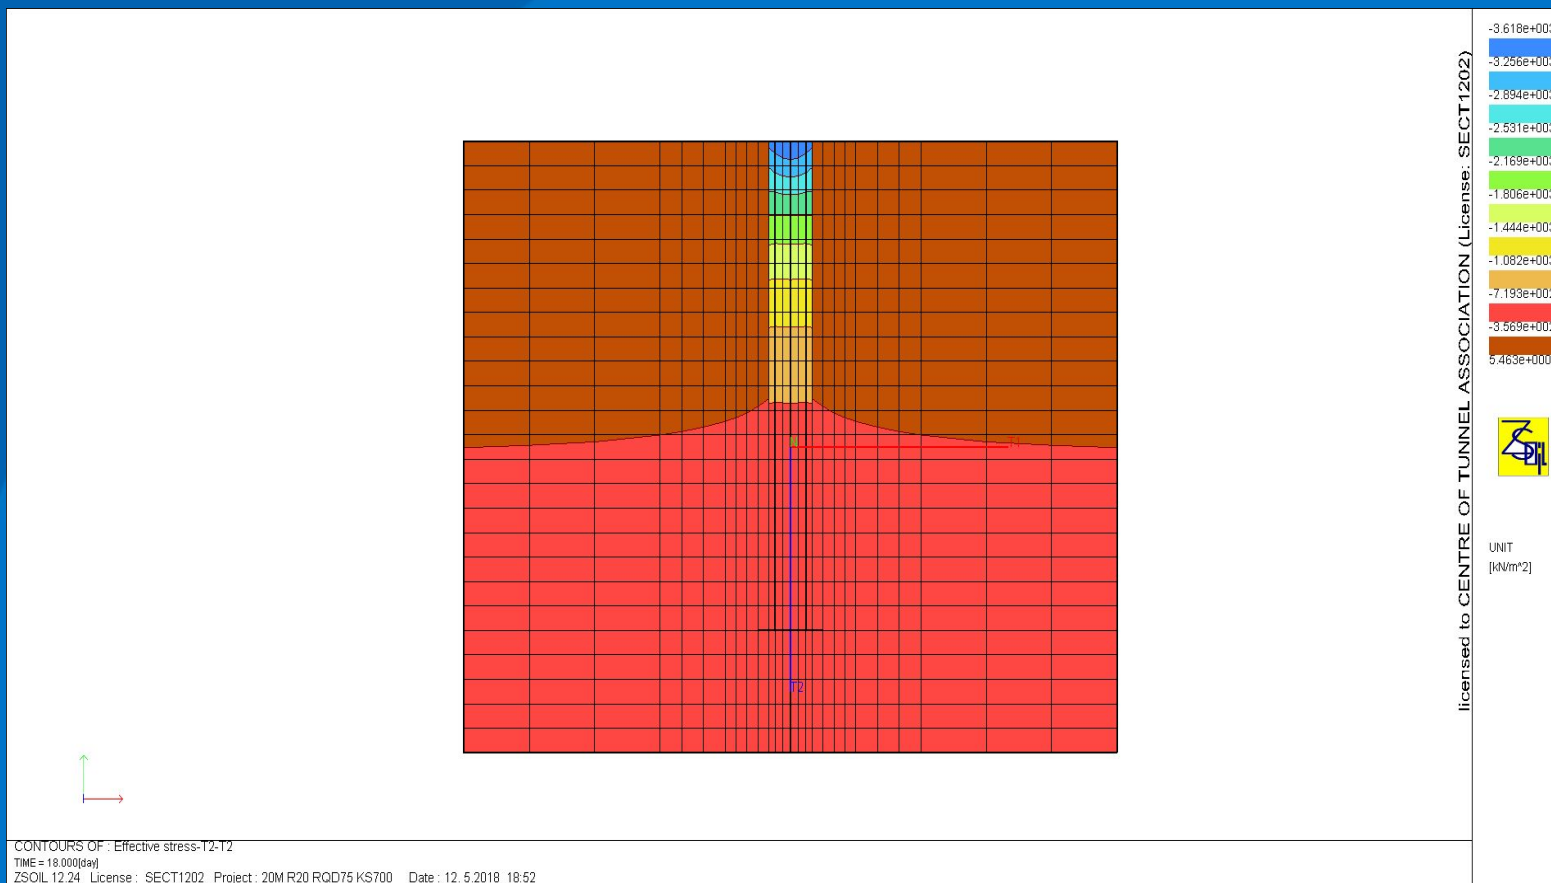 -3.618e+003
-3.256e+003
-2.894e+003
-2.531e+003
-2.169e+003
-1.806e+003
-1.444e+003
-1.082e+003
-7.193e+002
-3.569e+002
5.463e+000
licensed to CENTRE OF TUNNEL ASSOCIATION (License: SECT1202)
ZSoil
UNIT
[kN/m^2]
N
T1
T2
CONTOURS OF : Effective stress-T2-T2
TIME = 18.000[day]
ZSOIL 12.24 License : SECT1202 Project : 20M R20 RQD75 KS700 Date : 12. 5.2018 18:52